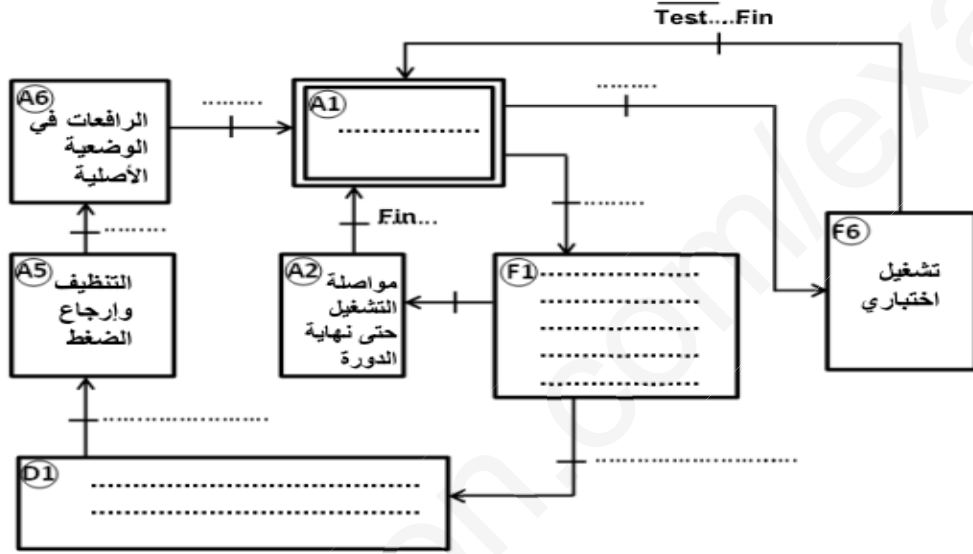 Test.....Fin
A6
الرافعات في
الوضعية
الأصلية
.........
A1
....................
.........
A5
التنظيف
وإرجاع
الضغط
.........
A2
مواصلة
التشغيل
حتى نهاية
الدورة
Fin...
F1
.........
F6
تشغيل
اختباري
D1